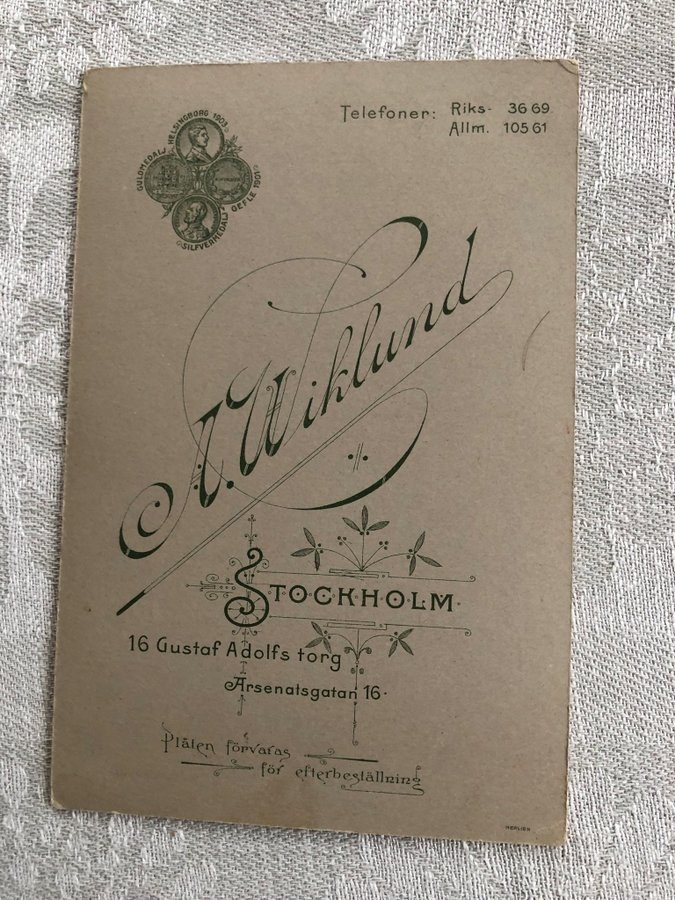 GULDMEDALJ HELSINGBORG 1903
SILFVERMEDALJ GEFLE 1901
Telefoner: Riks- 36 69
Allm. 105 61
A. Wiklund
STOCKHOLM.
16 Gustaf Adolfs torg
Arsenalsgatan 16.
Plåten förvaras
för efterbeställning